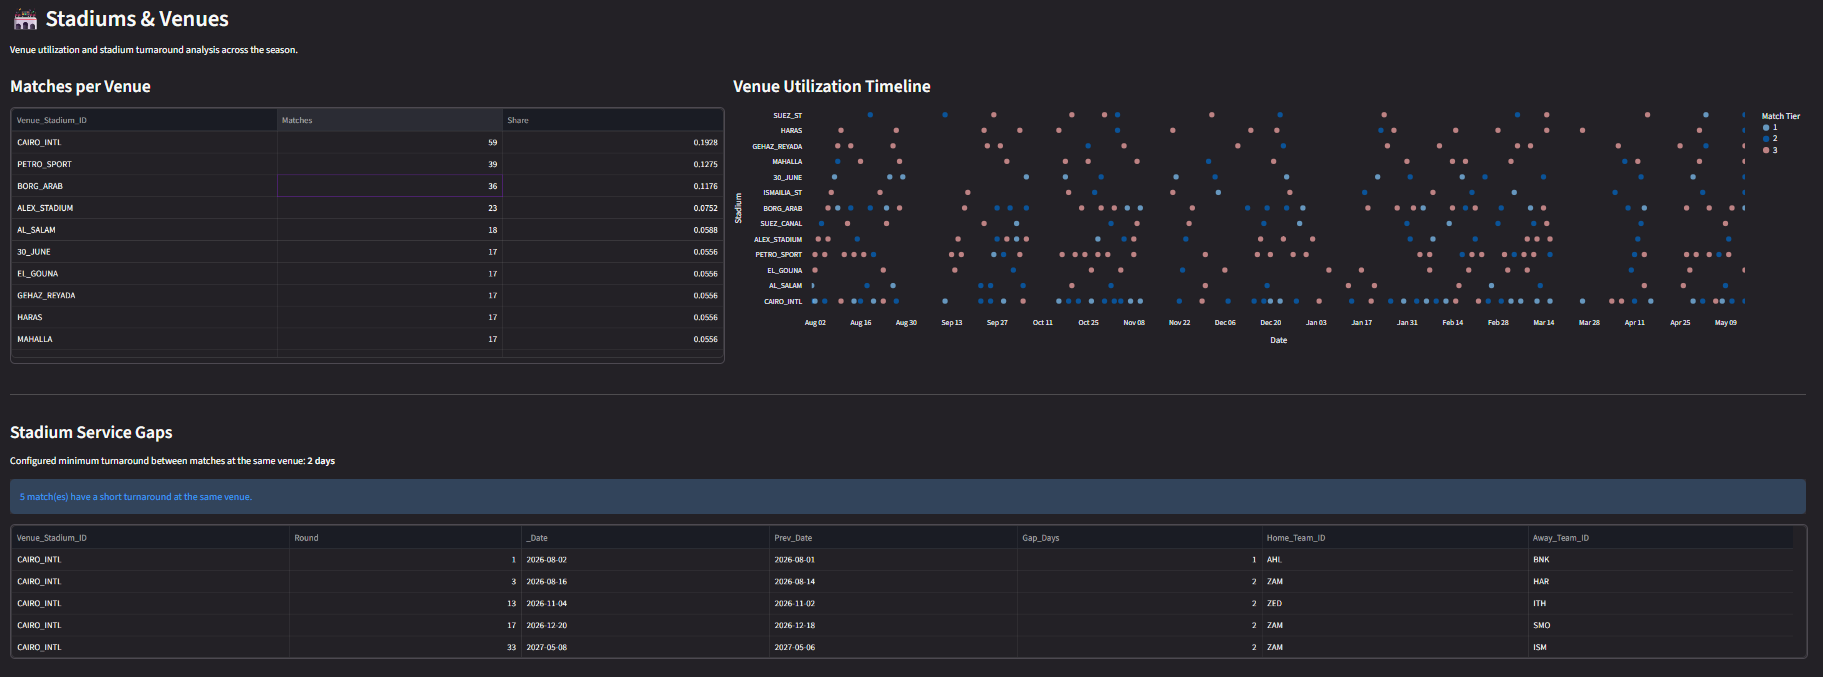 Stadiums & Venues
Venue utilization and stadium turnaround analysis across the season.
Matches per Venue
Venue_Stadium_ID Matches Share
CAIRO_INTL 59 0.1928
PETRO_SPORT 39 0.1275
BORG_ARAB 36 0.1176
ALEX_STADIUM 23 0.0752
AL_SALAM 18 0.0588
30_JUNE 17 0.0556
EL_GOUNA 17 0.0556
GEHAZ_REYADA 17 0.0556
HARAS 17 0.0556
MAHALLA 17 0.0556
Venue Utilization Timeline
Stadium
SUEZ_ST
HARAS
GEHAZ_REYADA
MAHALLA
30_JUNE
ISMAILIA_ST
BORG_ARAB
SUEZ_CANAL
ALEX_STADIUM
PETRO_SPORT
EL_GOUNA
AL_SALAM
CAIRO_INTL
Aug 02 Aug 16 Aug 30 Sep 13 Sep 27 Oct 11 Oct 25 Nov 08 Nov 22 Dec 06 Dec 20 Jan 03 Jan 17 Jan 31 Feb 14 Feb 28 Mar 14 Mar 28 Apr 11 Apr 25 May 09
Date
Match Tier
1
2
3
Stadium Service Gaps
Configured minimum turnaround between matches at the same venue: 2 days
5 match(es) have a short turnaround at the same venue.
Venue_Stadium_ID Round _Date Prev_Date Gap_Days Home_Team_ID Away_Team_ID
CAIRO_INTL 1 2026-08-02 2026-08-01 1 AHL BNK
CAIRO_INTL 3 2026-08-16 2026-08-14 2 ZAM HAR
CAIRO_INTL 13 2026-11-04 2026-11-02 2 ZED ITH
CAIRO_INTL 17 2026-12-20 2026-12-18 2 ZAM SMO
CAIRO_INTL 33 2027-05-08 2027-05-06 2 ZAM ISM